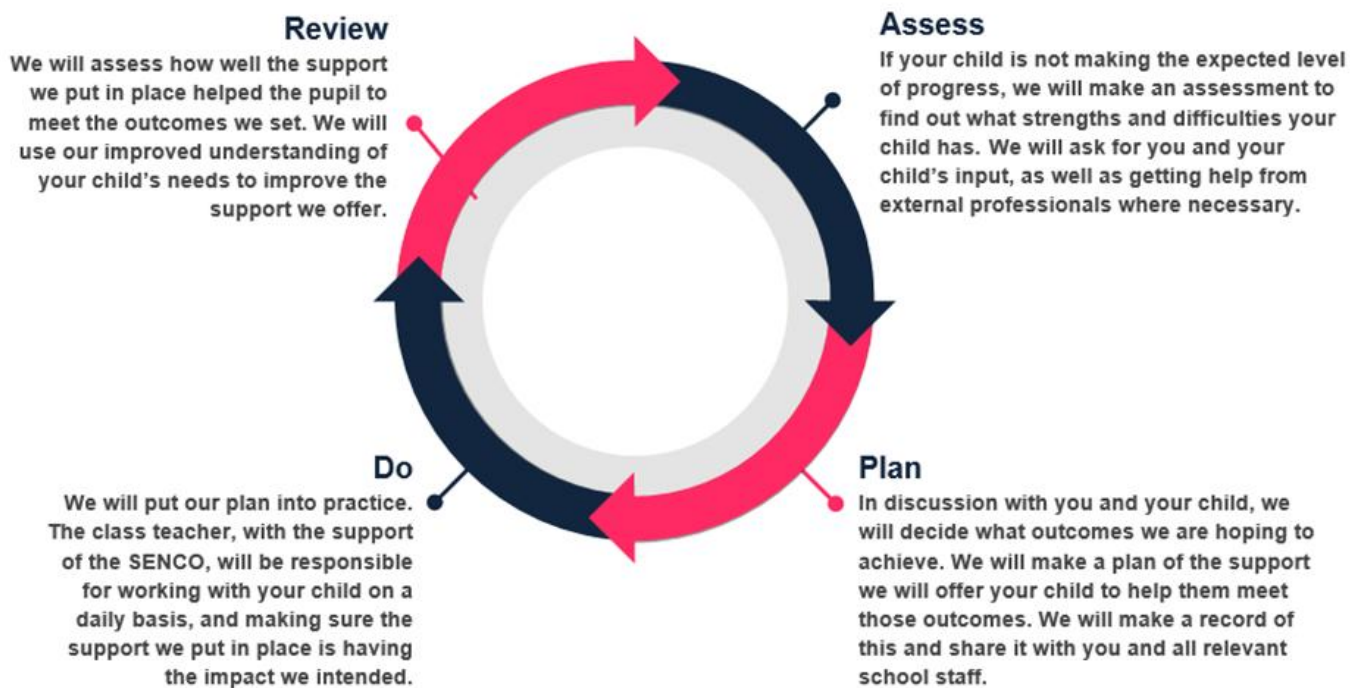 Review
We will assess how well the support
we put in place helped the pupil to
meet the outcomes we set. We will
use our improved understanding of
your child's needs to improve the
support we offer.
Assess
If your child is not making the expected level
of progress, we will make an assessment to
find out what strengths and difficulties your
child has. We will ask for you and your
child's input, as well as getting help from
external professionals where necessary.
Do
We will put our plan into practice.
The class teacher, with the support
of the SENCO, will be responsible
for working with your child on a
daily basis, and making sure the
support we put in place is having
the impact we intended.
Plan
In discussion with you and your child, we
will decide what outcomes we are hoping to
achieve. We will make a plan of the support
we will offer your child to help them meet
those outcomes. We will make a record of
this and share it with you and all relevant
school staff.